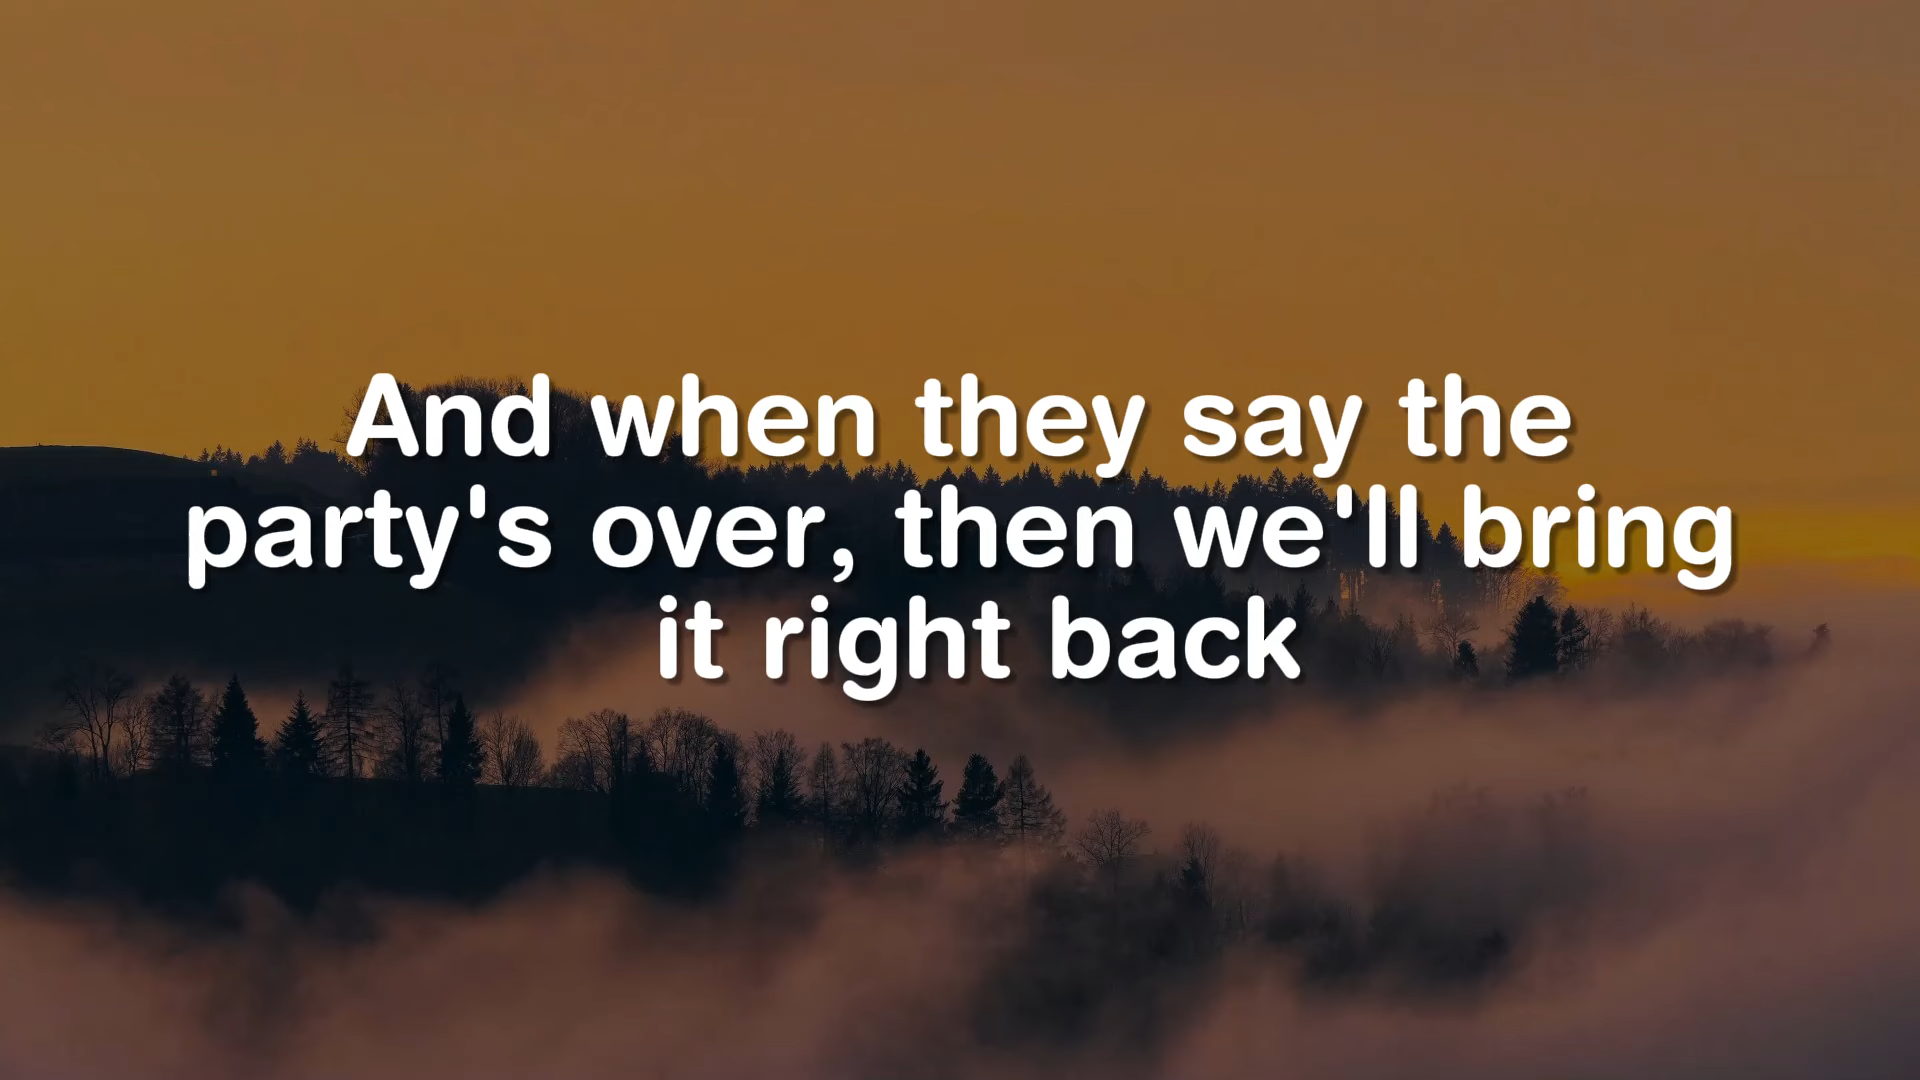 And when they say the
party's over, then we'll bring
it right back